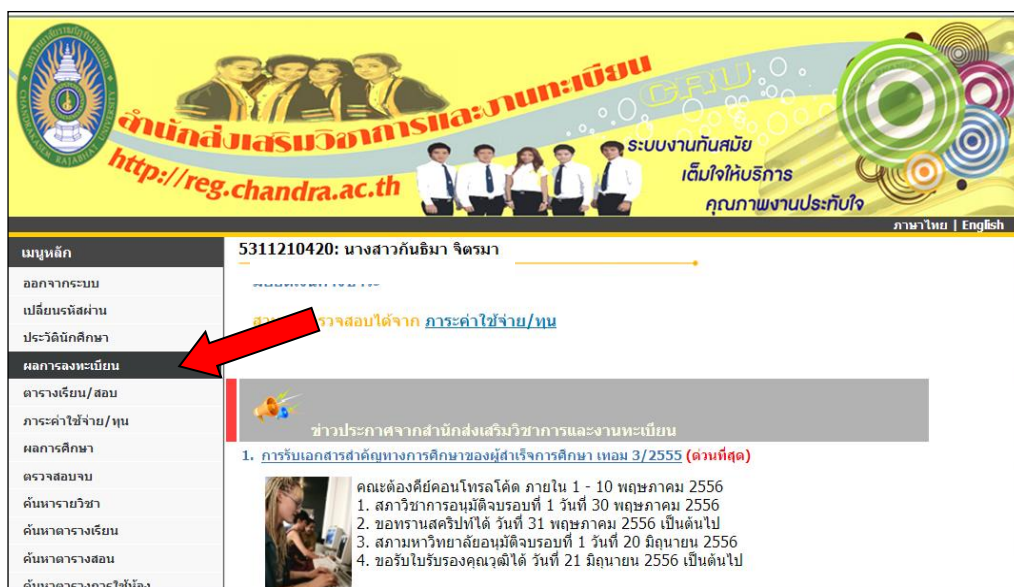 สำนักส่งเสริมวิชาการและงานทะเบียน
http://reg.chandra.ac.th
CRU
ระบบงานทันสมัย
เต็มใจให้บริการ
คุณภาพงานประทับใจ
ภาษาไทย | English
เมนูหลัก
ออกจากระบบ
เปลี่ยนรหัสผ่าน
ประวัตินักศึกษา
ผลการลงทะเบียน
ตารางเรียน/สอบ
ภาระค่าใช้จ่าย/ทุน
ผลการศึกษา
ตรวจสอบจบ
ค้นหารายวิชา
ค้นหาตารางเรียน
ค้นหาตารางสอน
ค้นหาตารางการใช้ห้อง
5311210420: นางสาวกันธิมา จิตรมา
ภาระค่าใช้จ่าย/ทุน
ข่าวประกาศจากสำนักส่งเสริมวิชาการและงานทะเบียน
1. การรับเอกสารสำคัญทางการศึกษาของผู้สำเร็จการศึกษา เทอม 3/2555 (ด่วนที่สุด)
คณะต้องคีย์คอนโทรลโค้ด ภายใน 1 - 10 พฤษภาคม 2556
1. สภาวิชาการอนุมัติจบรอบที่ 1 วันที่ 30 พฤษภาคม 2556
2. ขอทรานสคริปท์ได้ วันที่ 31 พฤษภาคม 2556 เป็นต้นไป
3. สภามหาวิทยาลัยอนุมัติจบรอบที่ 1 วันที่ 20 มิถุนายน 2556
4. ขอรับใบรับรองคุณวุฒิได้ วันที่ 21 มิถุนายน 2556 เป็นต้นไป